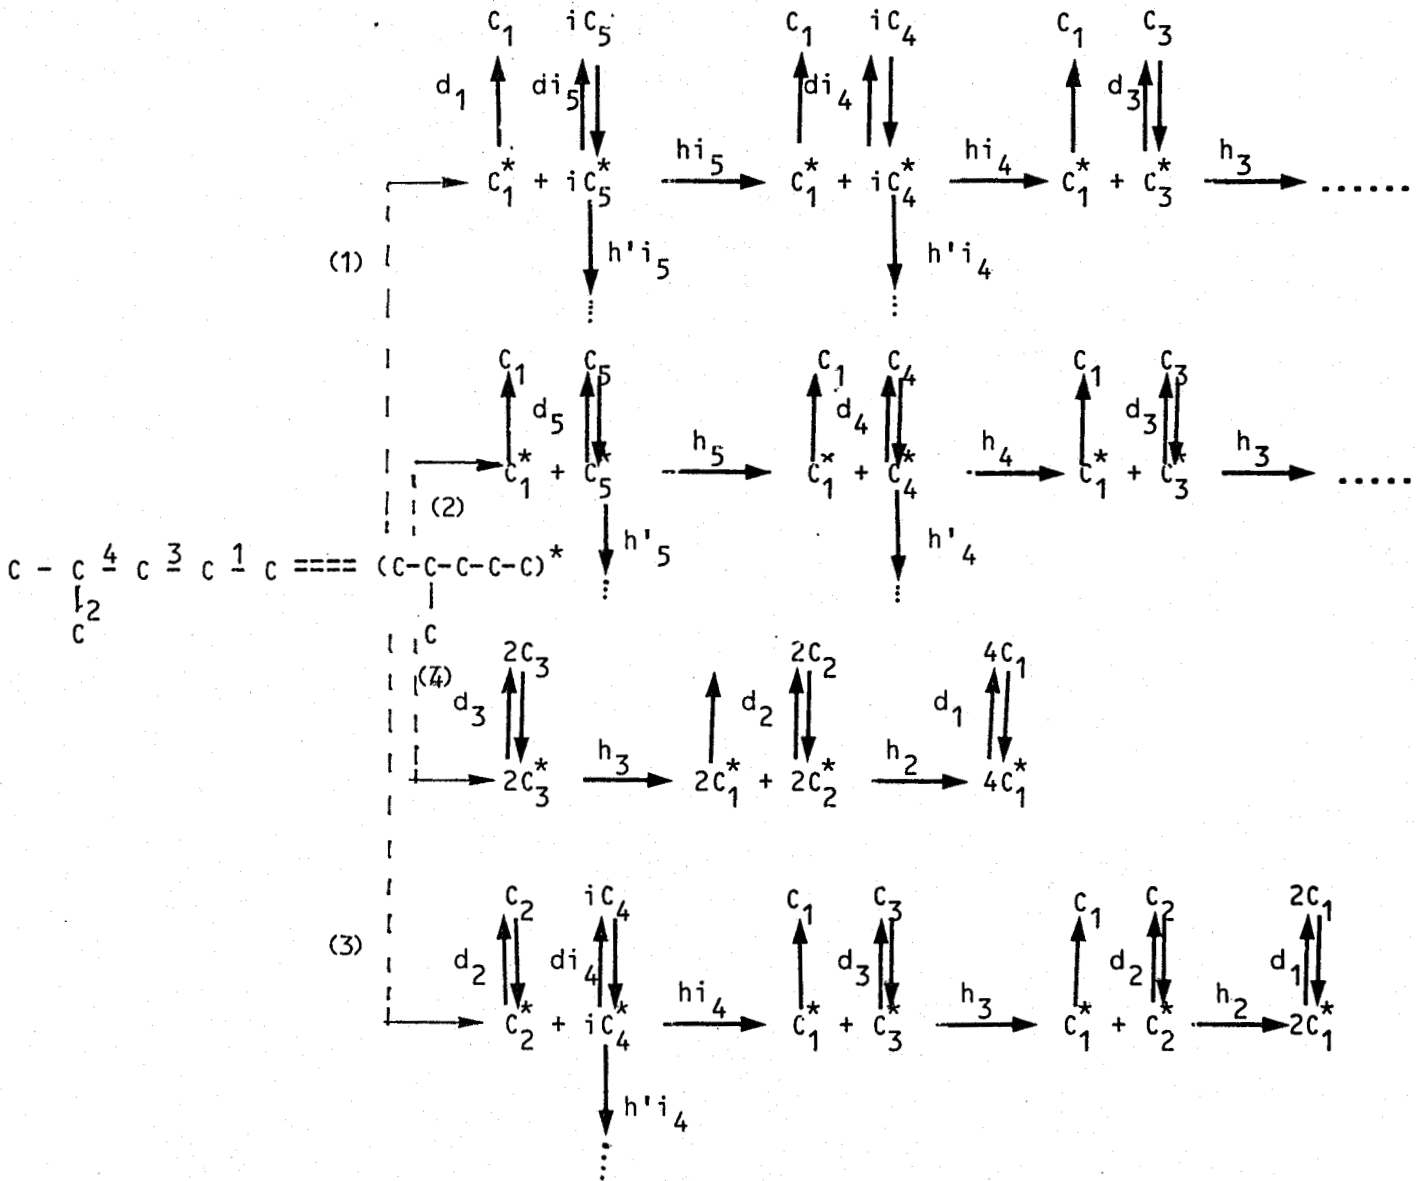 C₁ iC₅ C₁ iC₄ C₁ C₃
d₁ di₅ di₄ d₃
hi₅ hi₄ h₃
C₁* + iC₅* C₁* + iC₄* C₁* + C₃* ......
(1) h'i₅ h'i₄
C₁ C₅ C₁ C₄ C₁ C₃
d₅ d₄ d₃
h₅ h₄ h₃
C₁* + C₅* C₁* + C₄* C₁* + C₃* .....
(2)
h'₅ h'₄
C - C 4 C 3 C 1 C ==== (C-C-C-C-C)*
2
C C
2C₃ 2C₂ 4C₁
(4)
d₃ d₂ d₁
h₃ h₂
2C₃* 2C₁* + 2C₂* 4C₁*
C₂ iC₄ C₁ C₃ C₁ C₂ 2C₁
(3)
d₂ di₄ d₃ d₂ d₁
hi₄ h₃ h₂
C₂* + iC₄* C₁* + C₃* C₁* + C₂* 2C₁*
h'i₄